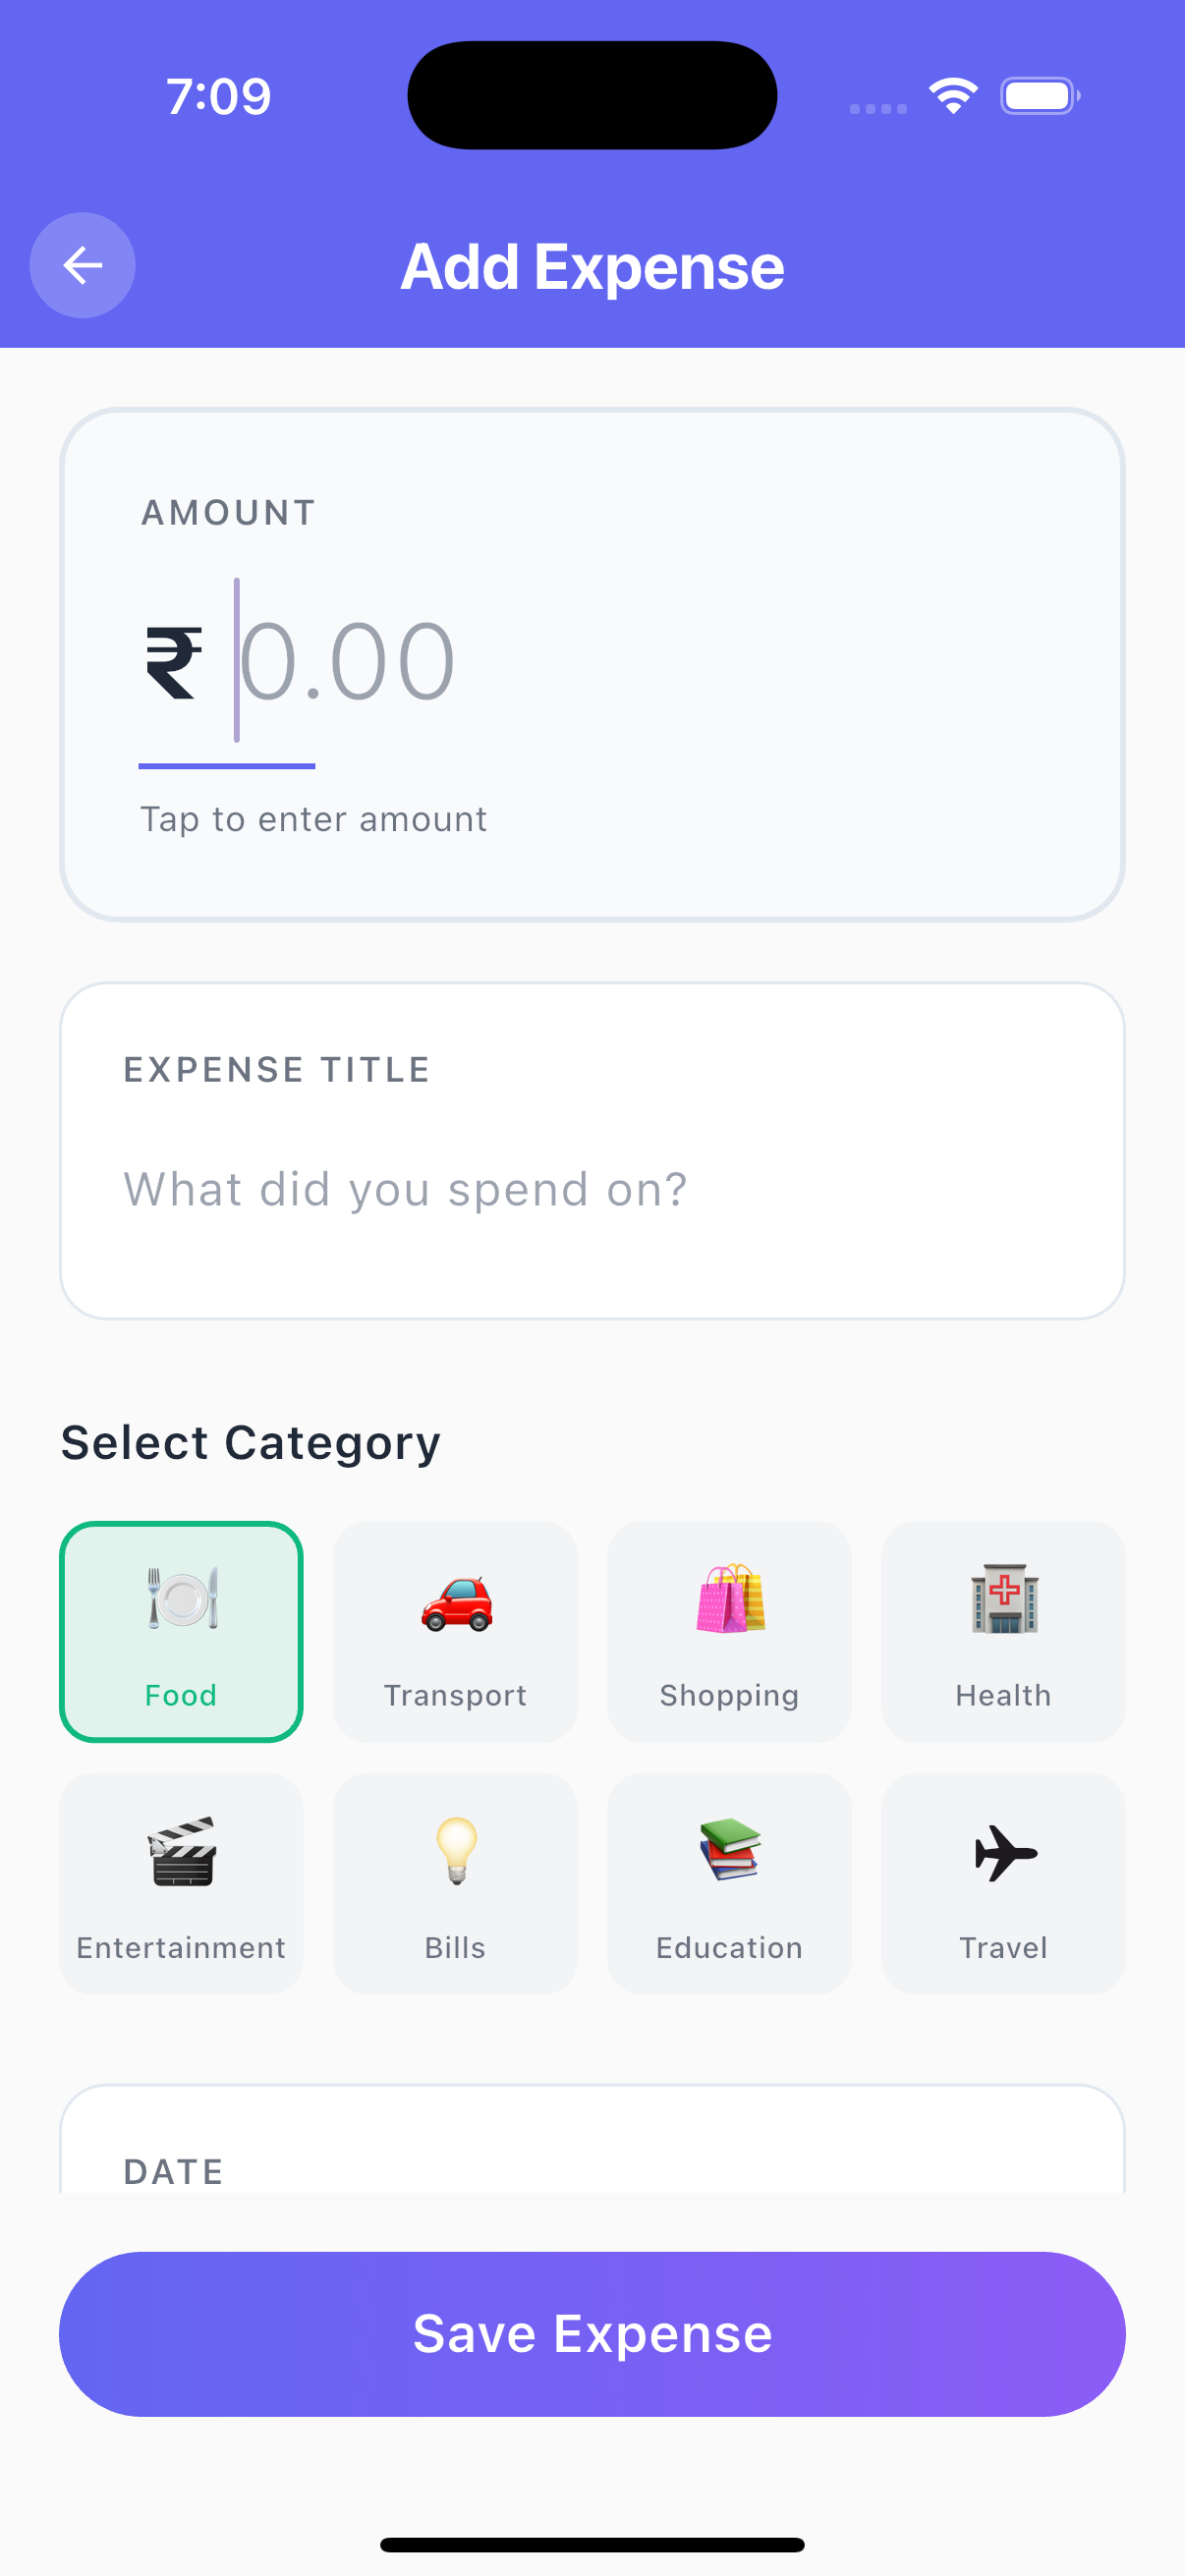 7:09
Add Expense
AMOUNT
₹ 0.00
Tap to enter amount
EXPENSE TITLE
What did you spend on?
Select Category
Food Transport Shopping Health
Entertainment Bills Education Travel
DATE
Save Expense